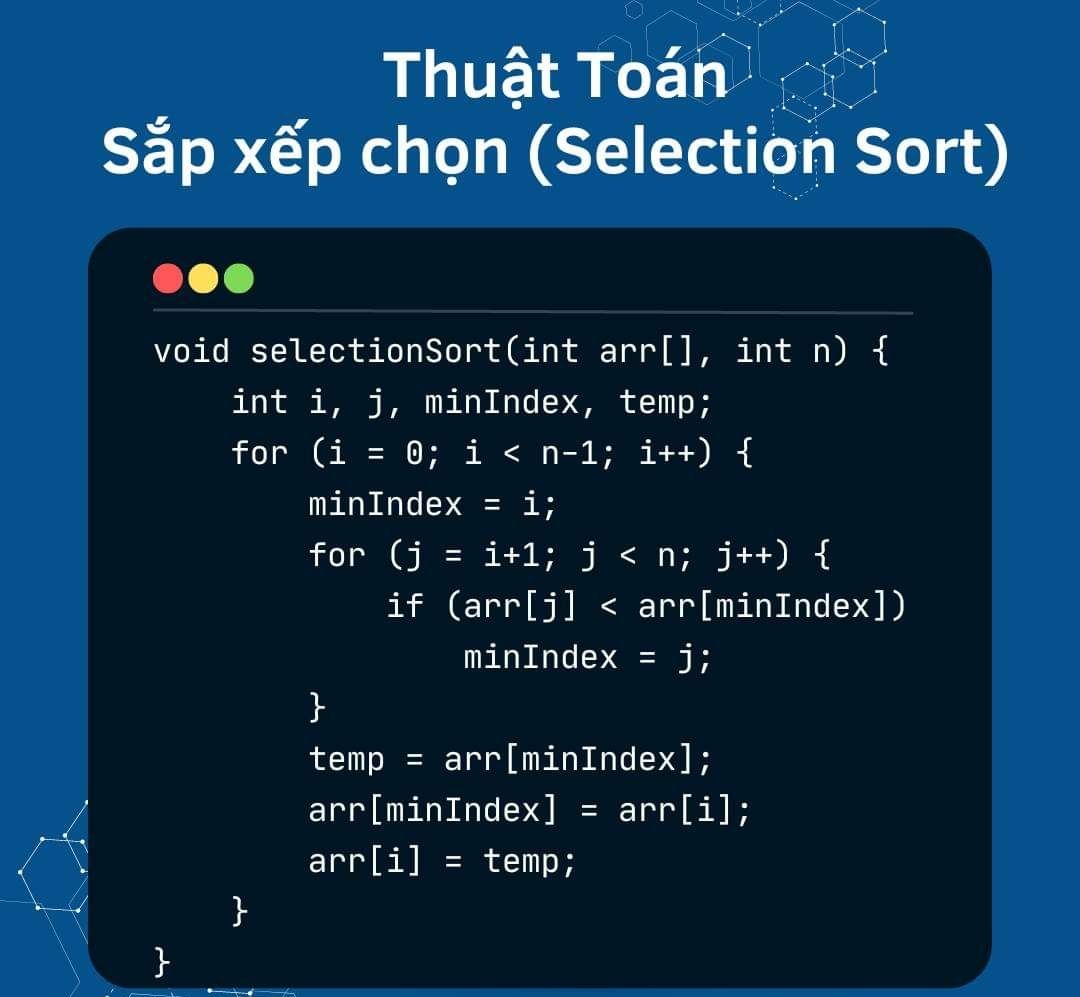 Thuật Toán
Sắp xếp chọn (Selection Sort)
void selectionSort(int arr[], int n) {
    int i, j, minIndex, temp;
    for (i = 0; i < n-1; i++) {
        minIndex = i;
        for (j = i+1; j < n; j++) {
            if (arr[j] < arr[minIndex])
                minIndex = j;
        }
        temp = arr[minIndex];
        arr[minIndex] = arr[i];
        arr[i] = temp;
    }
}